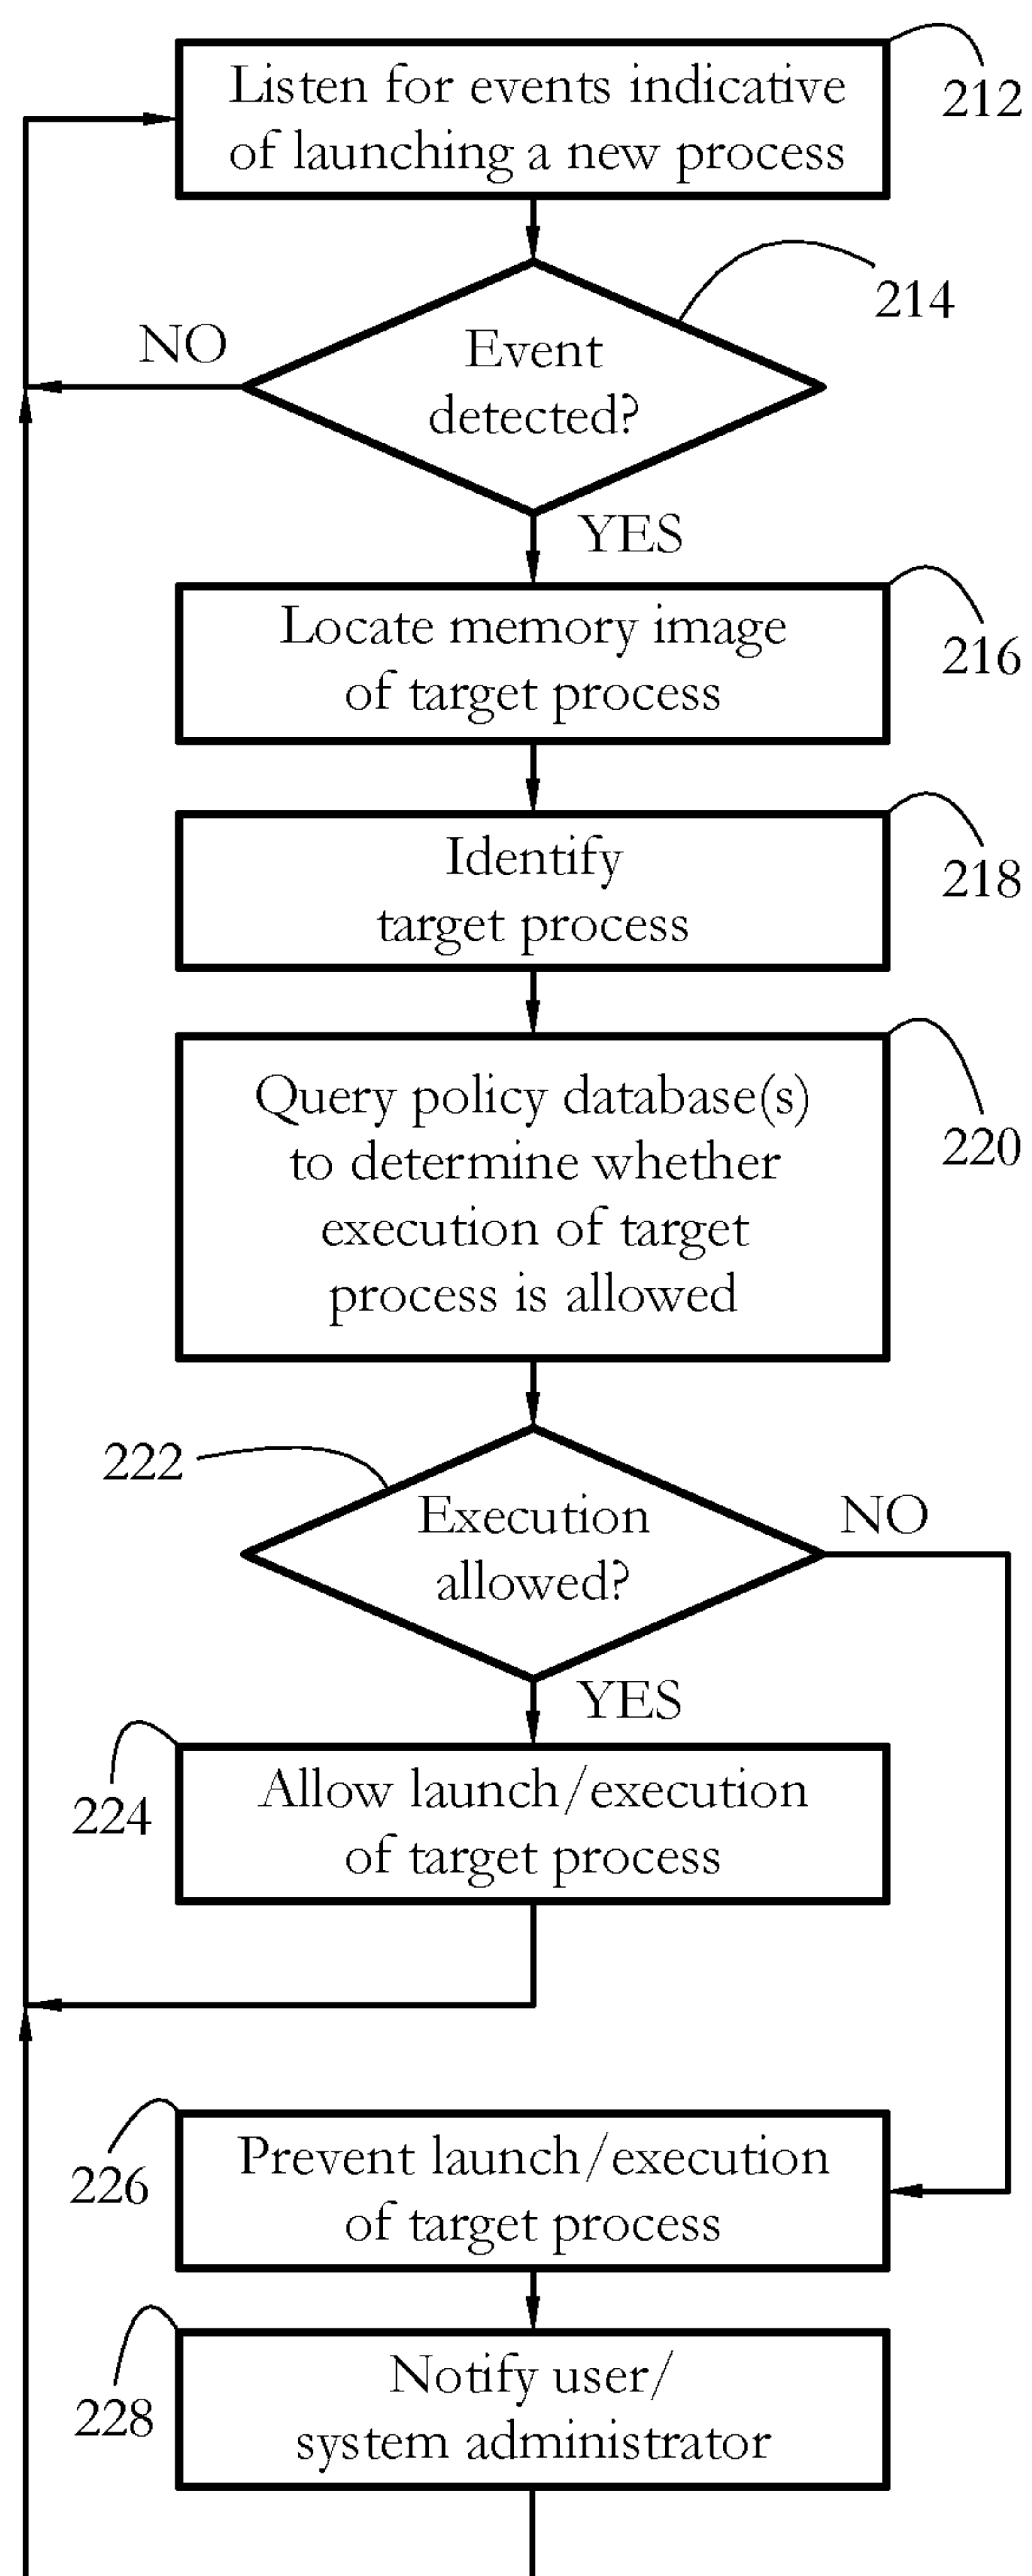 Listen for events indicative
of launching a new process
212
214
NO
Event
detected?
YES
Locate memory image
of target process
216
Identify
target process
218
Query policy database(s)
to determine whether
execution of target
process is allowed
220
222
Execution
allowed?
NO
YES
Allow launch/execution
of target process
224
Prevent launch/execution
of target process
226
Notify user/
system administrator
228